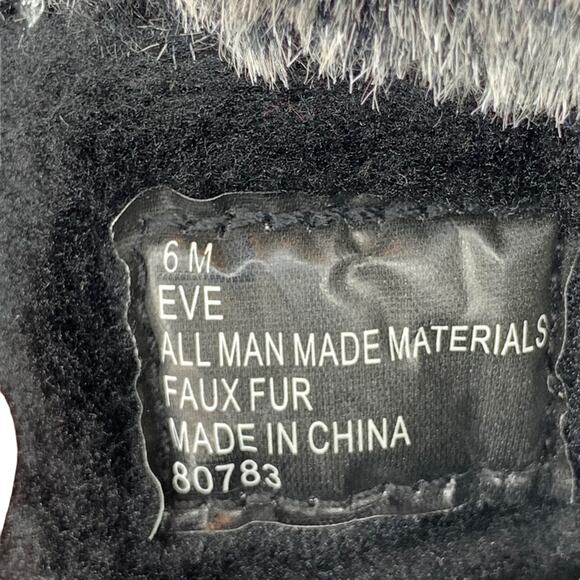 6 M
EVE
ALL MAN MADE MATERIALS
FAUX FUR
MADE IN CHINA
80783